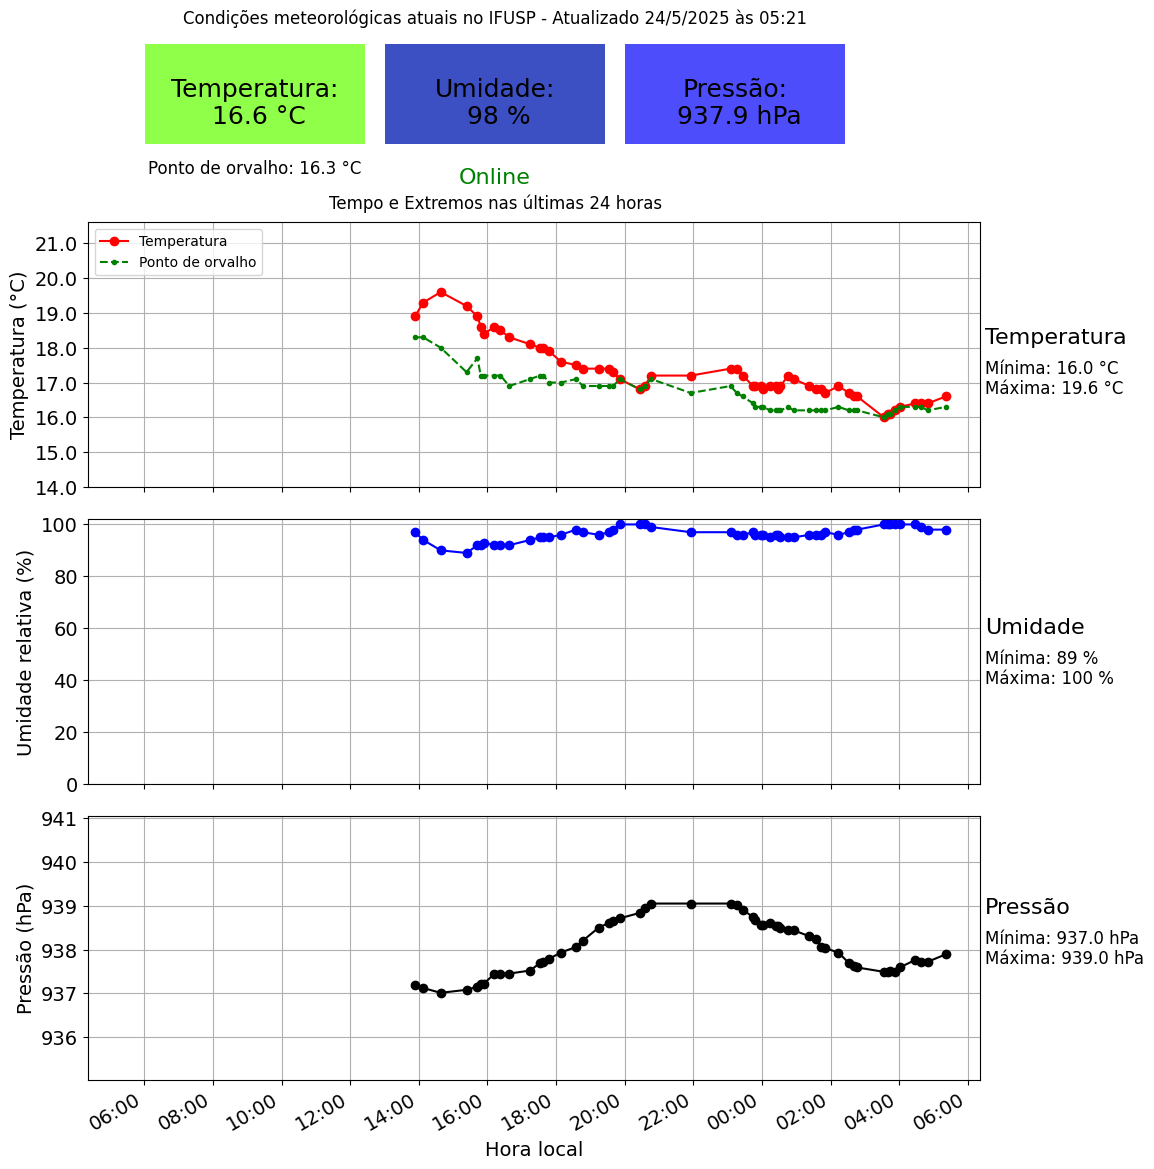 Condições meteorológicas atuais no IFUSP - Atualizado 24/5/2025 às 05:21
Temperatura:
16.6 °C
Umidade:
98 %
Pressão:
937.9 hPa
Ponto de orvalho: 16.3 °C
Online
Tempo e Extremos nas últimas 24 horas
Temperatura
Ponto de orvalho
Temperatura (°C)
21.0
20.0
19.0
18.0
17.0
16.0
15.0
14.0
Temperatura
Mínima: 16.0 °C
Máxima: 19.6 °C
Umidade relativa (%)
100
80
60
40
20
0
Umidade
Mínima: 89 %
Máxima: 100 %
Pressão (hPa)
941
940
939
938
937
936
Pressão
Mínima: 937.0 hPa
Máxima: 939.0 hPa
06:00
08:00
10:00
12:00
14:00
16:00
18:00
20:00
22:00
00:00
02:00
04:00
06:00
Hora local